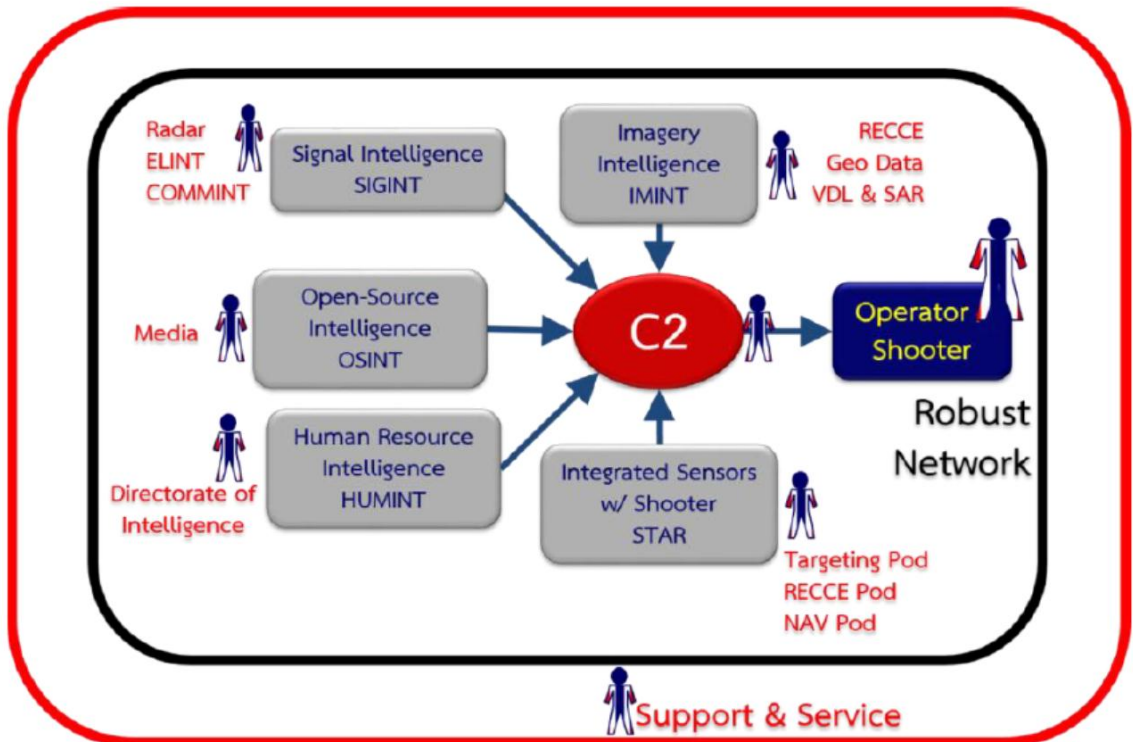 Radar
ELINT
COMMINT
Signal Intelligence
SIGINT
Imagery
Intelligence
IMINT
RECCE
Geo Data
VDL & SAR
Media
Open-Source
Intelligence
OSINT
C2
Operator
Shooter
Robust
Network
Directorate of
Intelligence
Human Resource
Intelligence
HUMINT
Integrated Sensors
w/ Shooter
STAR
Targeting Pod
RECCE Pod
NAV Pod
Support & Service